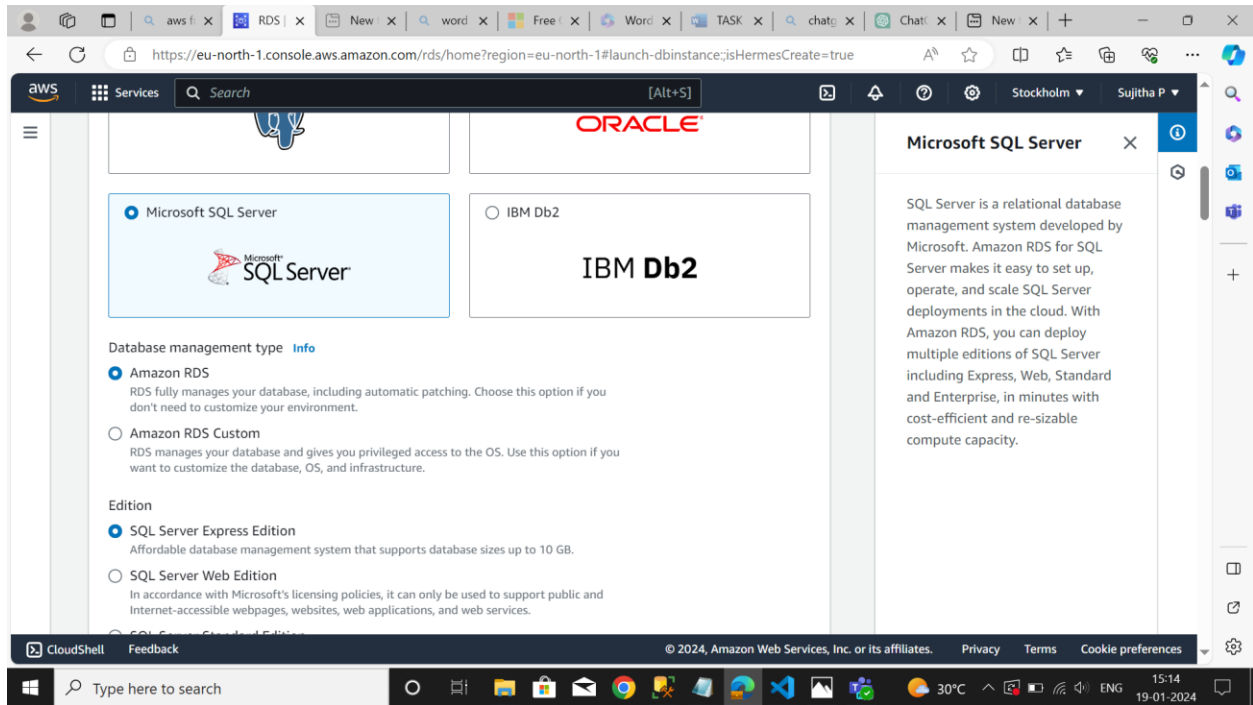 aws f
RDS |
New
word
Free (
Word
TASK
chatg
ChatG
New
https://eu-north-1.console.aws.amazon.com/rds/home?region=eu-north-1#launch-dbinstance:;isHermesCreate=true
aws
Services
Search
[Alt+S]
Stockholm
Sujitha P
ORACLE
Microsoft SQL Server
Microsoft
SQL Server
IBM Db2
IBM Db2
Database management type Info
Amazon RDS
RDS fully manages your database, including automatic patching. Choose this option if you
don't need to customize your environment.
Amazon RDS Custom
RDS manages your database and gives you privileged access to the OS. Use this option if you
want to customize the database, OS, and infrastructure.
Edition
SQL Server Express Edition
Affordable database management system that supports database sizes up to 10 GB.
SQL Server Web Edition
In accordance with Microsoft's licensing policies, it can only be used to support public and
Internet-accessible webpages, websites, web applications, and web services.
SQL Server Standard Edition
Microsoft SQL Server
SQL Server is a relational database
management system developed by
Microsoft. Amazon RDS for SQL
Server makes it easy to set up,
operate, and scale SQL Server
deployments in the cloud. With
Amazon RDS, you can deploy
multiple editions of SQL Server
including Express, Web, Standard
and Enterprise, in minutes with
cost-efficient and re-sizable
compute capacity.
CloudShell
Feedback
© 2024, Amazon Web Services, Inc. or its affiliates.
Privacy
Terms
Cookie preferences
Type here to search
30°C
ENG
15:14
19-01-2024